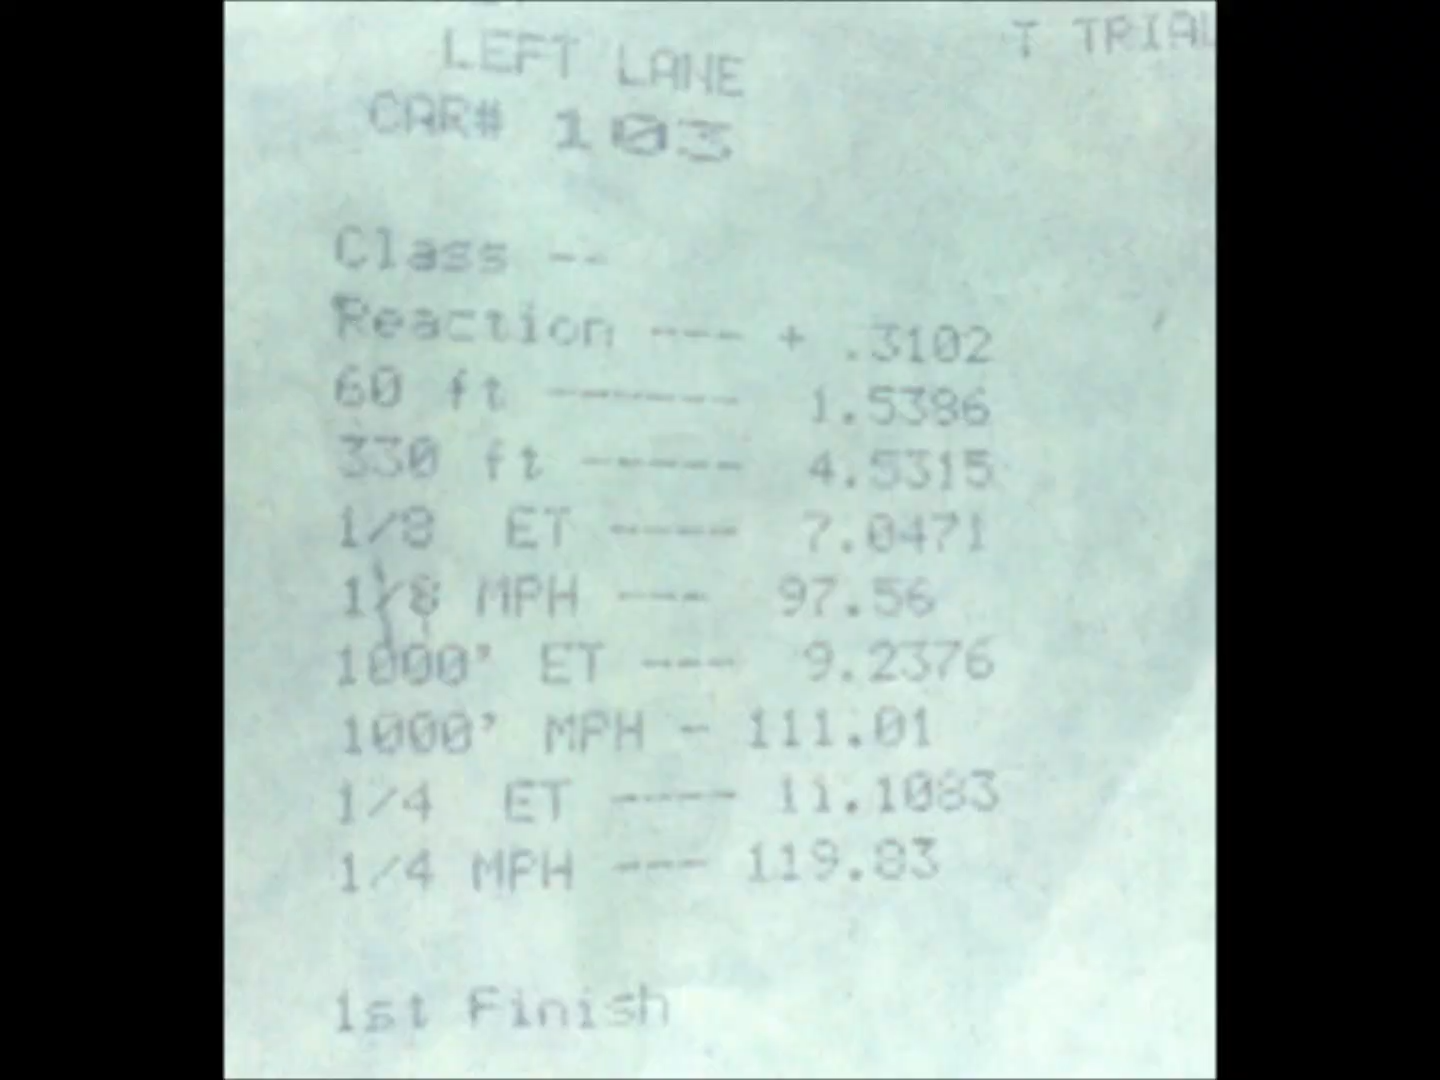 LEFT LANE
T TRIAL
CAR# 103
Class --
Reaction --- + .3102
60 ft ------- 1.5386
330 ft ----- 4.5315
1/8 ET ---- 7.0471
1/8 MPH --- 97.56
1000' ET --- 9.2376
1000' MPH - 111.01
1/4 ET ---- 11.1083
1/4 MPH --- 119.83
1st Finish